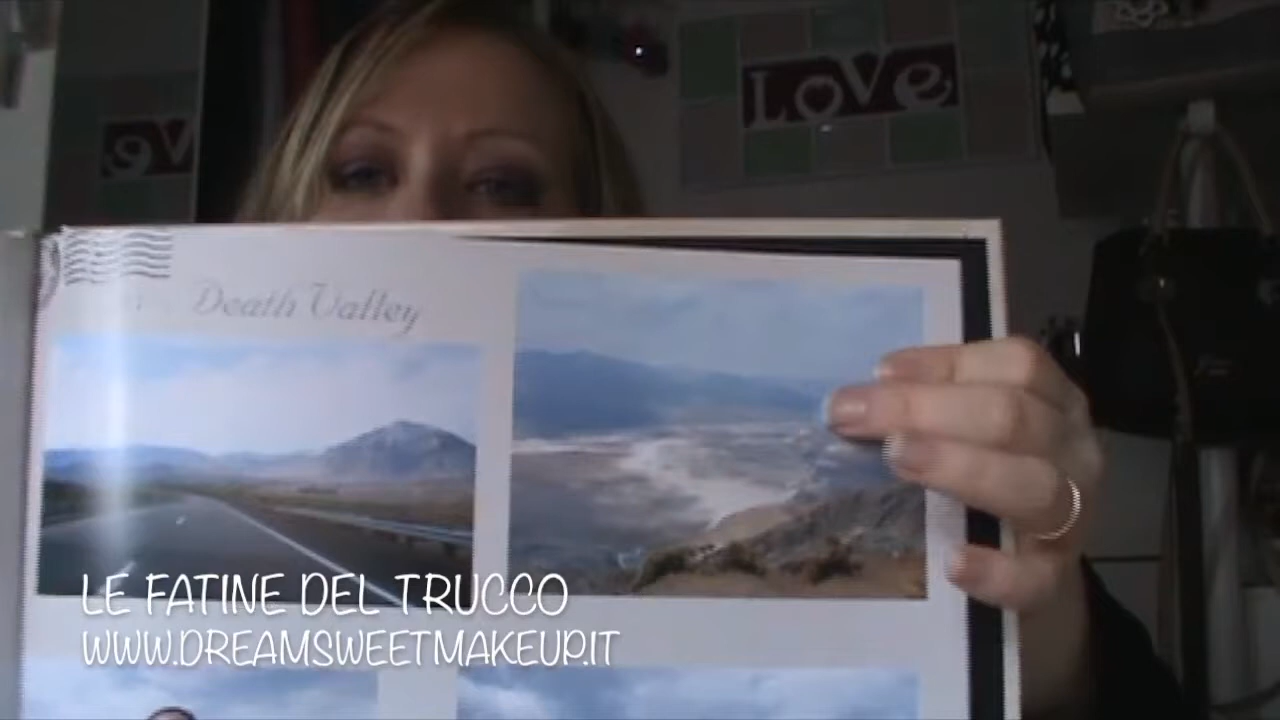 LOVE
Death Valley
LE FATINE DEL TRUCCO
WWW.DREAMSWEETMAKEUP.IT